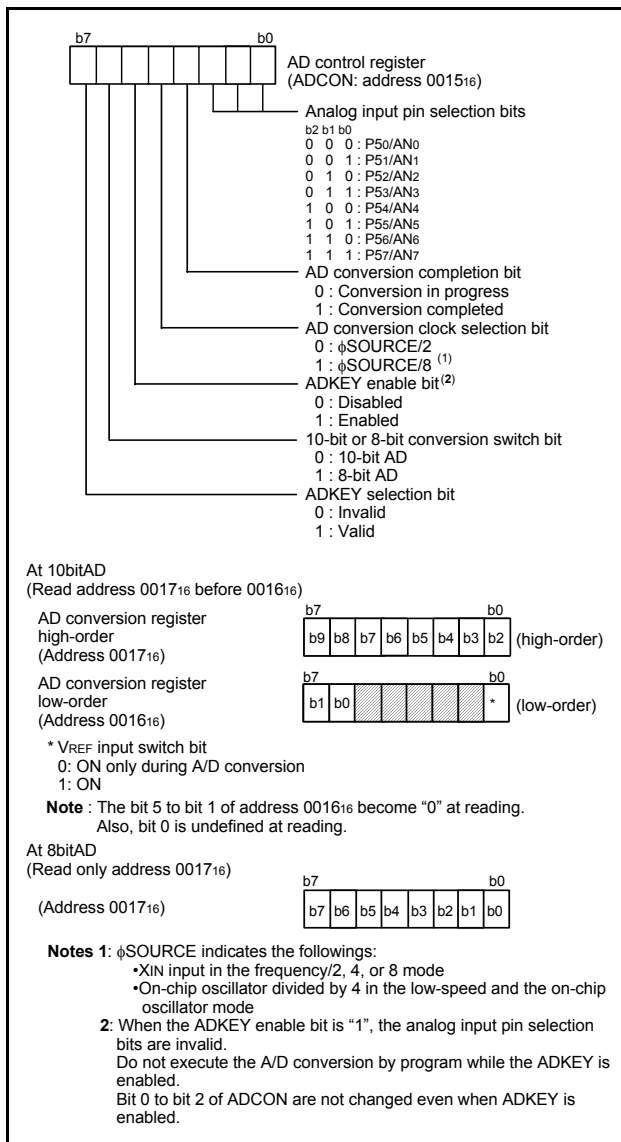 b7 b0
AD control register
(ADCON: address 0015₁₆)
Analog input pin selection bits
b2 b1 b0
0 0 0 : P5₀/AN₀
0 0 1 : P5₁/AN₁
0 1 0 : P5₂/AN₂
0 1 1 : P5₃/AN₃
1 0 0 : P5₄/AN₄
1 0 1 : P5₅/AN₅
1 1 0 : P5₆/AN₆
1 1 1 : P5₇/AN₇
AD conversion completion bit
0 : Conversion in progress
1 : Conversion completed
AD conversion clock selection bit
0 : ϕSOURCE/2
1 : ϕSOURCE/8 (1)
ADKEY enable bit(2)
0 : Disabled
1 : Enabled
10-bit or 8-bit conversion switch bit
0 : 10-bit AD
1 : 8-bit AD
ADKEY selection bit
0 : Invalid
1 : Valid
At 10bitAD
(Read address 0017₁₆ before 0016₁₆)
b7 b0
AD conversion register
high-order
(Address 0017₁₆)
b9 b8 b7 b6 b5 b4 b3 b2 (high-order)
b7 b0
AD conversion register
low-order
(Address 0016₁₆)
b1 b0 * (low-order)
* VREF input switch bit
0: ON only during A/D conversion
1: ON
Note : The bit 5 to bit 1 of address 0016₁₆ become “0” at reading.
Also, bit 0 is undefined at reading.
At 8bitAD
(Read only address 0017₁₆)
b7 b0
(Address 0017₁₆)
b7 b6 b5 b4 b3 b2 b1 b0
Notes 1: ϕSOURCE indicates the followings:
•XIN input in the frequency/2, 4, or 8 mode
•On-chip oscillator divided by 4 in the low-speed and the on-chip
oscillator mode
2: When the ADKEY enable bit is “1”, the analog input pin selection
bits are invalid.
Do not execute the A/D conversion by program while the ADKEY is
enabled.
Bit 0 to bit 2 of ADCON are not changed even when ADKEY is
enabled.